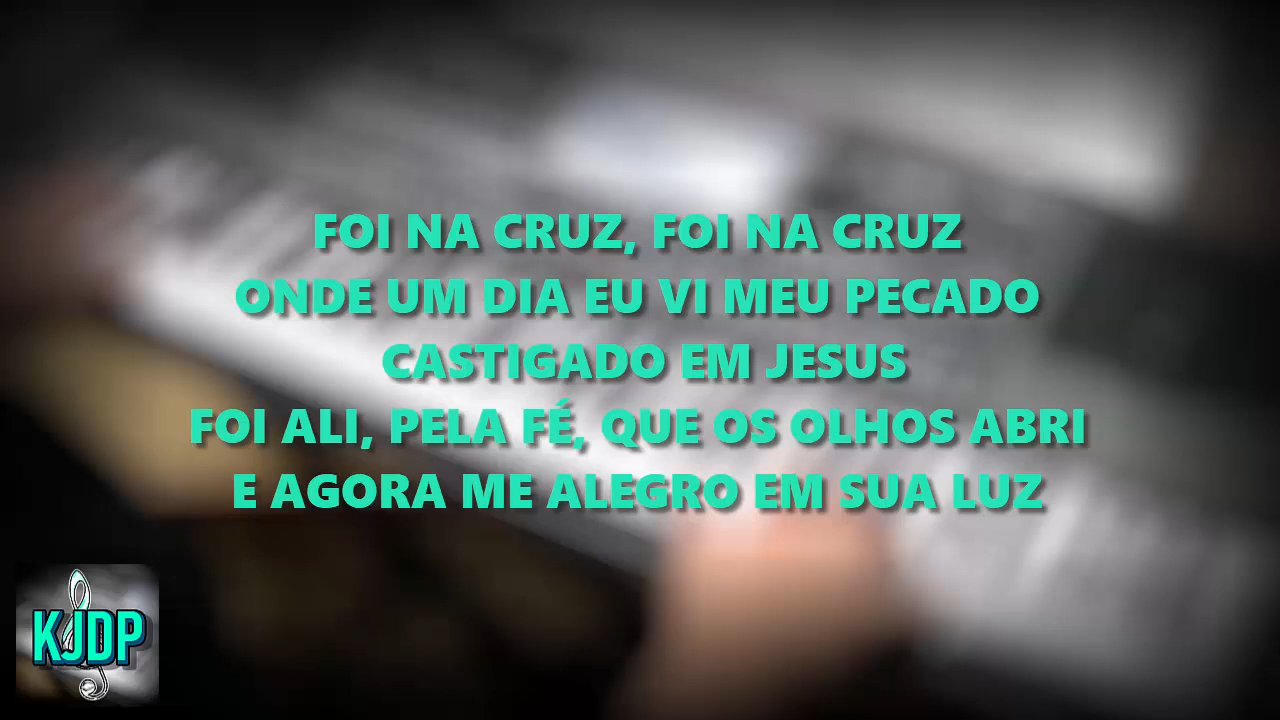 FOI NA CRUZ, FOI NA CRUZ
ONDE UM DIA EU VI MEU PECADO
CASTIGADO EM JESUS
FOI ALI, PELA FÉ, QUE OS OLHOS ABRI
E AGORA ME ALEGRO EM SUA LUZ
KJDP